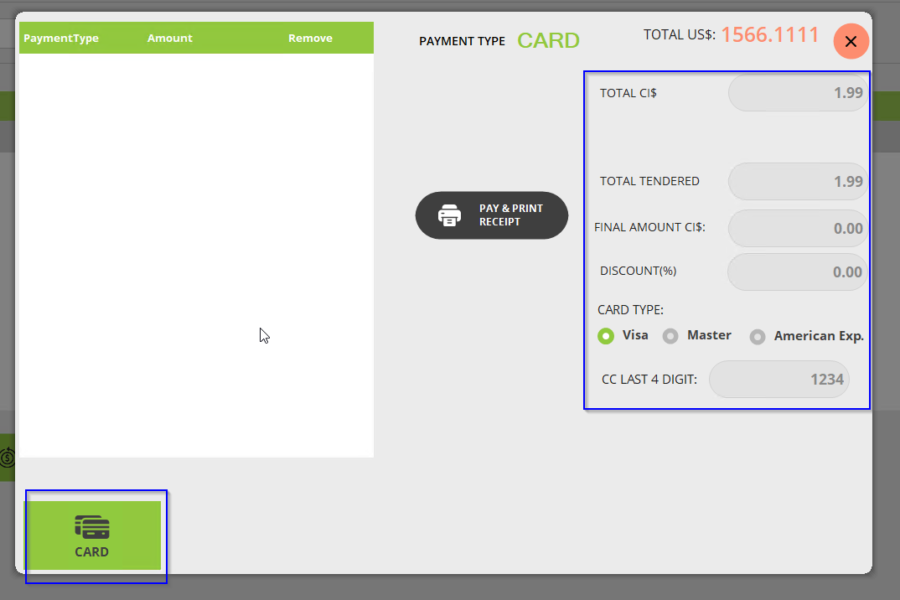 PaymentType Amount Remove
PAYMENT TYPE CARD
TOTAL US$: 1566.1111
TOTAL CI$ 1.99
TOTAL TENDERED 1.99
PAY & PRINT
RECEIPT
FINAL AMOUNT CI$: 0.00
DISCOUNT(%) 0.00
CARD TYPE:
Visa Master American Exp.
CC LAST 4 DIGIT: 1234
CARD